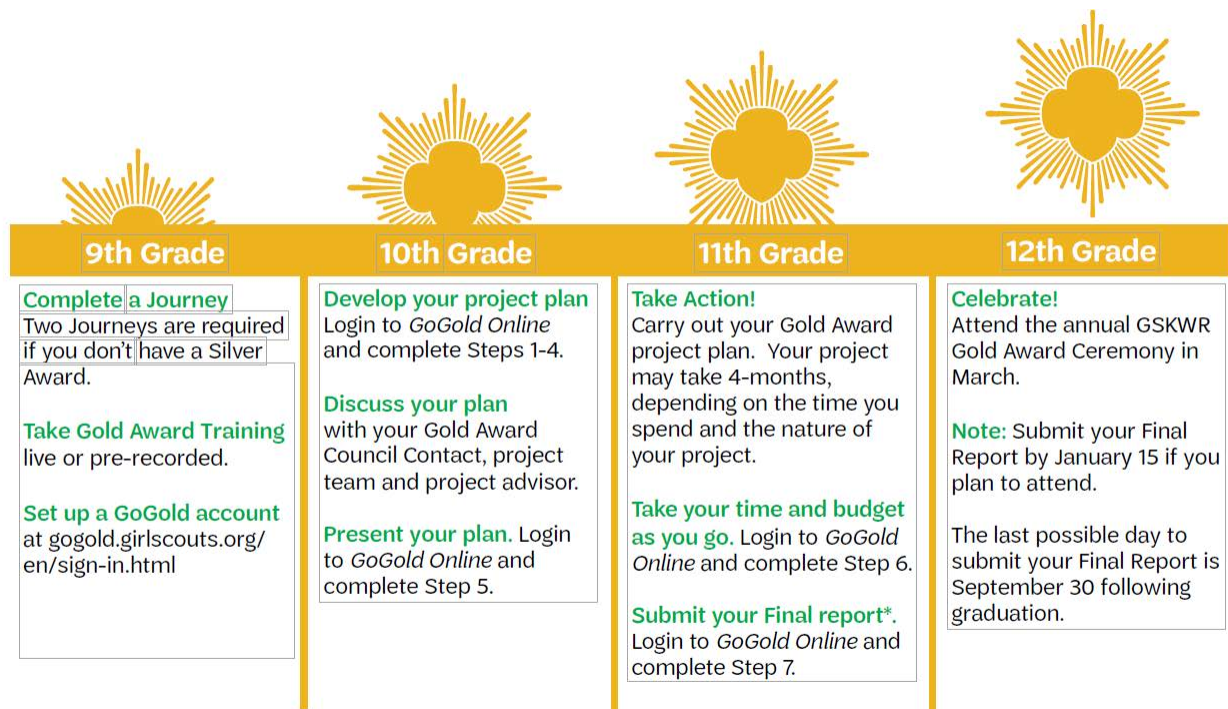 9th Grade
Complete a Journey
Two Journeys are required
if you don't have a Silver
Award.
Take Gold Award Training
live or pre-recorded.
Set up a GoGold account
at gogold.girlscouts.org/
en/sign-in.html
10th Grade
Develop your project plan
Login to GoGold Online
and complete Steps 1-4.
Discuss your plan
with your Gold Award
Council Contact, project
team and project advisor.
Present your plan. Login
to GoGold Online and
complete Step 5.
11th Grade
Take Action!
Carry out your Gold Award
project plan.  Your project
may take 4-months,
depending on the time you
spend and the nature of
your project.
Take your time and budget
as you go. Login to GoGold
Online and complete Step 6.
Submit your Final report*.
Login to GoGold Online and
complete Step 7.
12th Grade
Celebrate!
Attend the annual GSKWR
Gold Award Ceremony in
March.
Note: Submit your Final
Report by January 15 if you
plan to attend.
The last possible day to
submit your Final Report is
September 30 following
graduation.